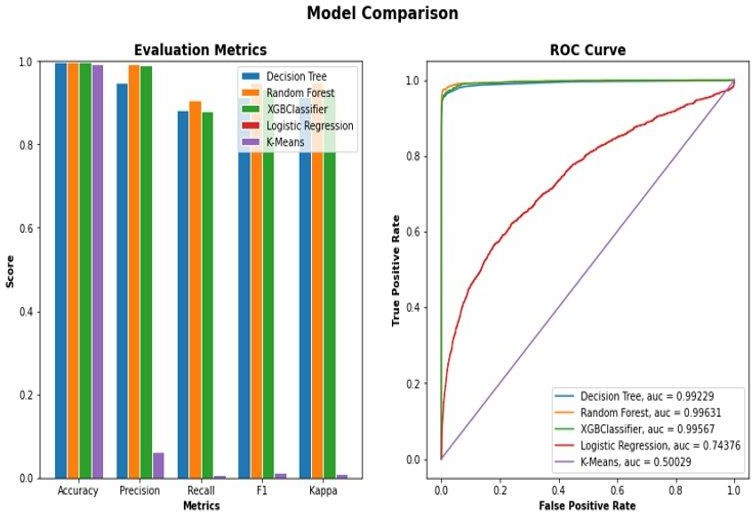 Model Comparison
Evaluation Metrics
1.0
0.8
0.6
0.4
0.2
0.0
Score
Decision Tree
Random Forest
XGBClassifier
Logistic Regression
K-Means
Accuracy Precision Recall F1 Kappa
Metrics
ROC Curve
1.0
0.8
0.6
0.4
0.2
0.0
True Positive Rate
Decision Tree, auc = 0.99229
Random Forest, auc = 0.99631
XGBClassifier, auc = 0.99567
Logistic Regression, auc = 0.74376
K-Means, auc = 0.50029
0.0 0.2 0.4 0.6 0.8 1.0
False Positive Rate